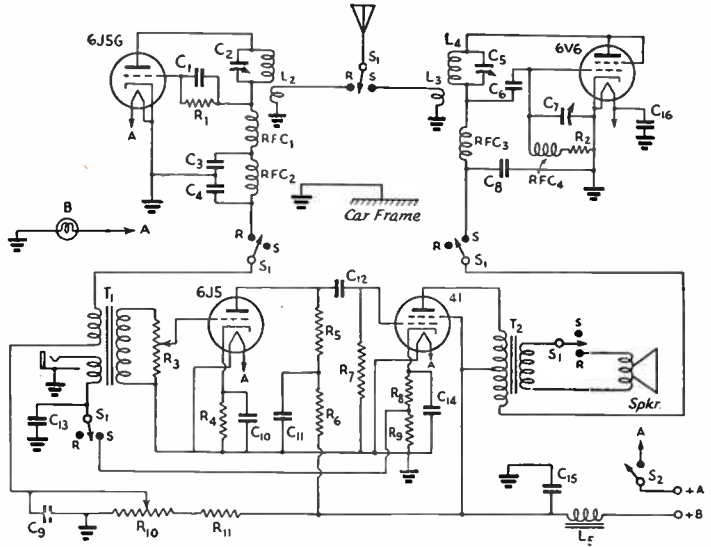 6J5G
C1
R1
A
C2
L2
RFC1
C3
C4
RFC2
R
S
S1
R
S
L3
L4
C5
C6
6V6
C7
C16
R2
RFC3
RFC4
C8
Car Frame
B
A
R
S
S1
R
S
S1
T1
6J5
C12
41
R3
R5
R7
A
A
T2
S
S1
R
Spkr.
R4
C10
C11
R6
R8
R9
C14
C13
S1
R
S
C9
R10
R11
C15
L5
A
S2
+A
+B